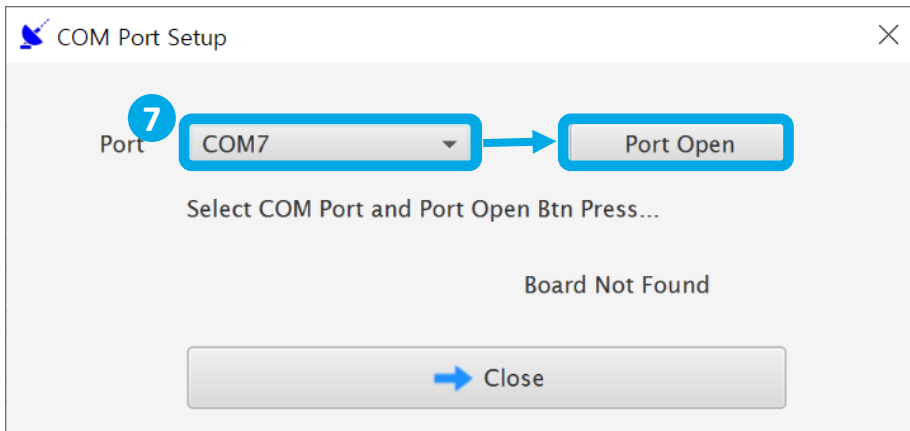 COM Port Setup
7
Port COM7 Port Open
Select COM Port and Port Open Btn Press...
Board Not Found
Close